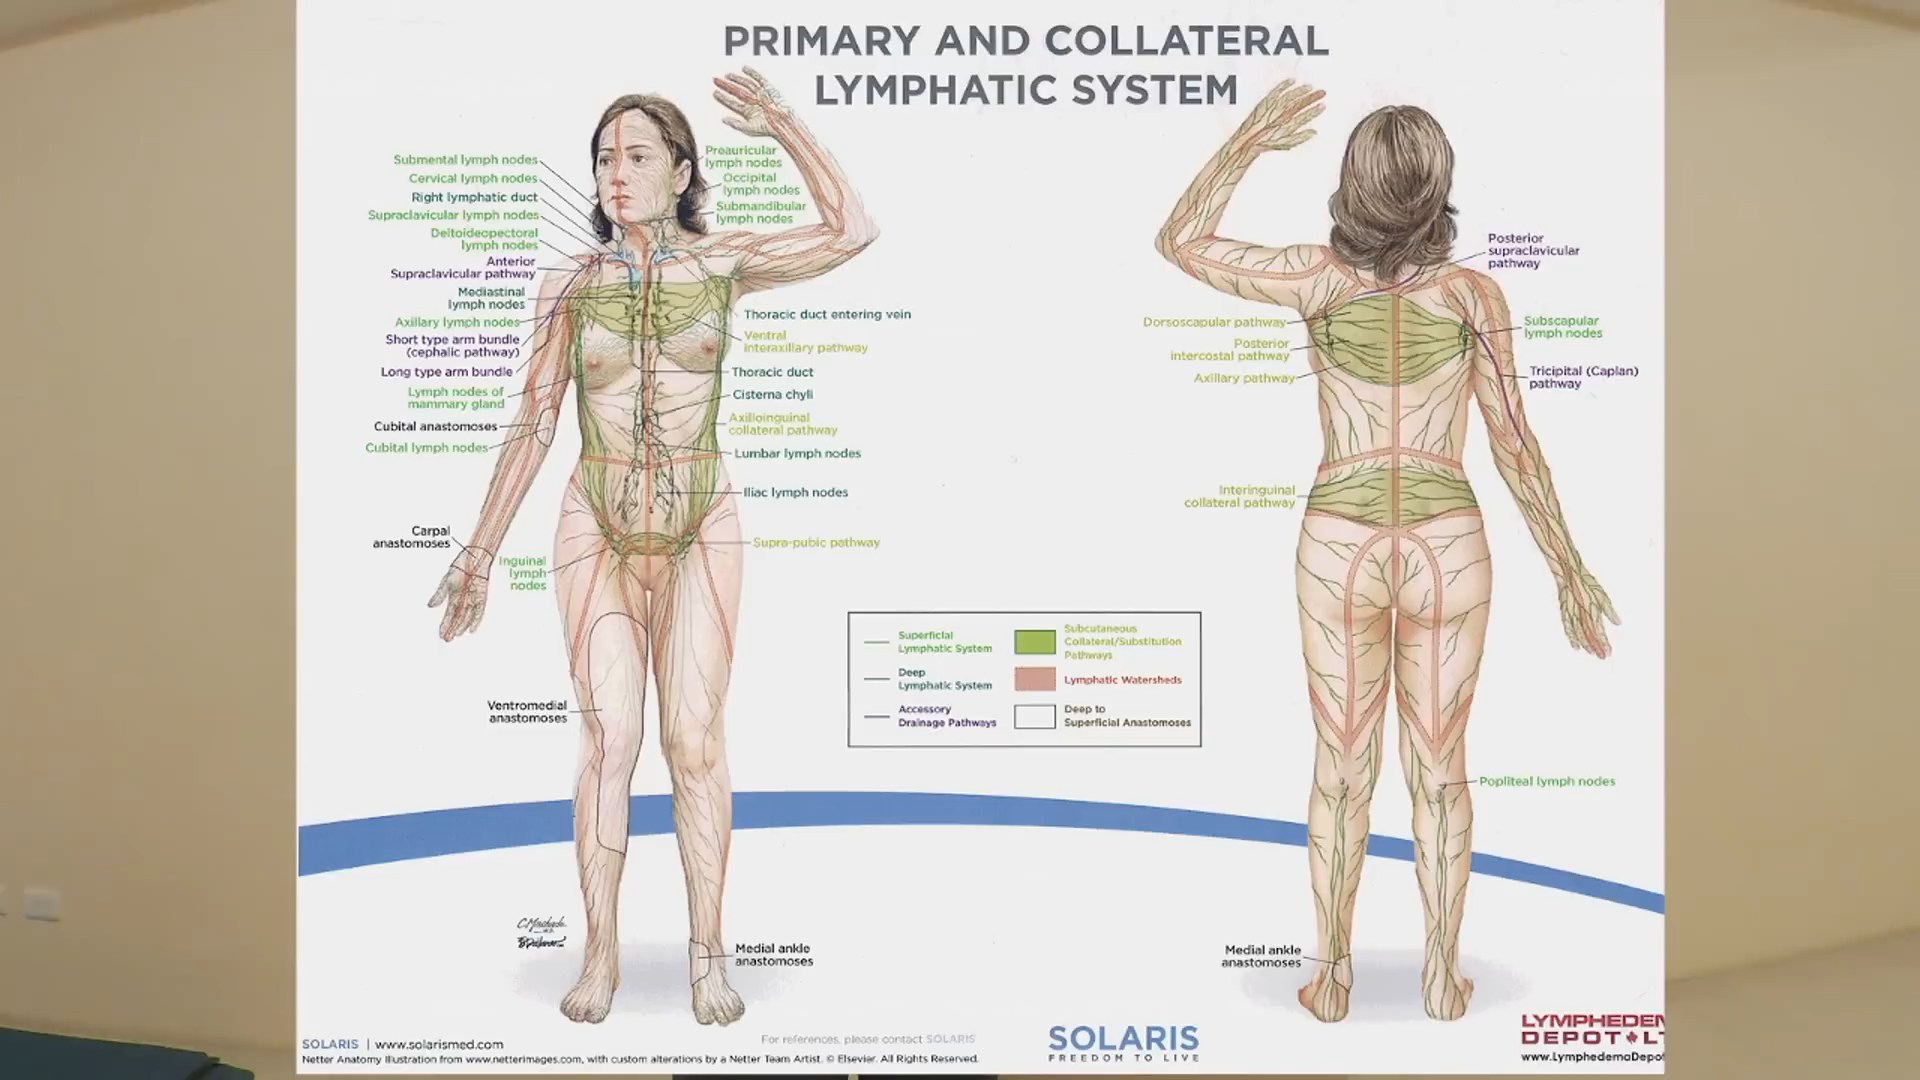 PRIMARY AND COLLATERAL
LYMPHATIC SYSTEM
Submental lymph nodes
Cervical lymph nodes
Right lymphatic duct
Supraclavicular lymph nodes
Deltoideopectoral
lymph nodes
Anterior
Supraclavicular pathway
Mediastinal
lymph nodes
Axillary lymph nodes
Short type arm bundle
(cephalic pathway)
Long type arm bundle
Lymph nodes of
mammary gland
Cubital anastomoses
Cubital lymph nodes
Carpal
anastomoses
Inguinal
lymph
nodes
Ventromedial
anastomoses
Preauricular
lymph nodes
Occipital
lymph nodes
Submandibular
lymph nodes
Thoracic duct entering vein
Ventral
interaxillary pathway
Thoracic duct
Cisterna chyli
Axilloinguinal
collateral pathway
Lumbar lymph nodes
Iliac lymph nodes
Supra-pubic pathway
Medial ankle
anastomoses
Dorsoscapular pathway
Posterior
intercostal pathway
Axillary pathway
Interinguinal
collateral pathway
Medial ankle
anastomoses
Posterior
supraclavicular
pathway
Subscapular
lymph nodes
Tricipital (Caplan)
pathway
Popliteal lymph nodes
Superficial
Lymphatic System
Deep
Lymphatic System
Accessory
Drainage Pathways
Subcutaneous
Collateral/Substitution
Pathways
Lymphatic Watersheds
Deep to
Superficial Anastomoses
C.Machado
M.D.
SOLARIS | www.solarismed.com
For references, please contact SOLARIS
Netter Anatomy Illustration from www.netterimages.com, with custom alterations by a Netter Team Artist. © Elsevier. All Rights Reserved.
SOLARIS
FREEDOM TO LIVE
LYMPHEDEM
DEPOT LT
www.LymphedemaDepot